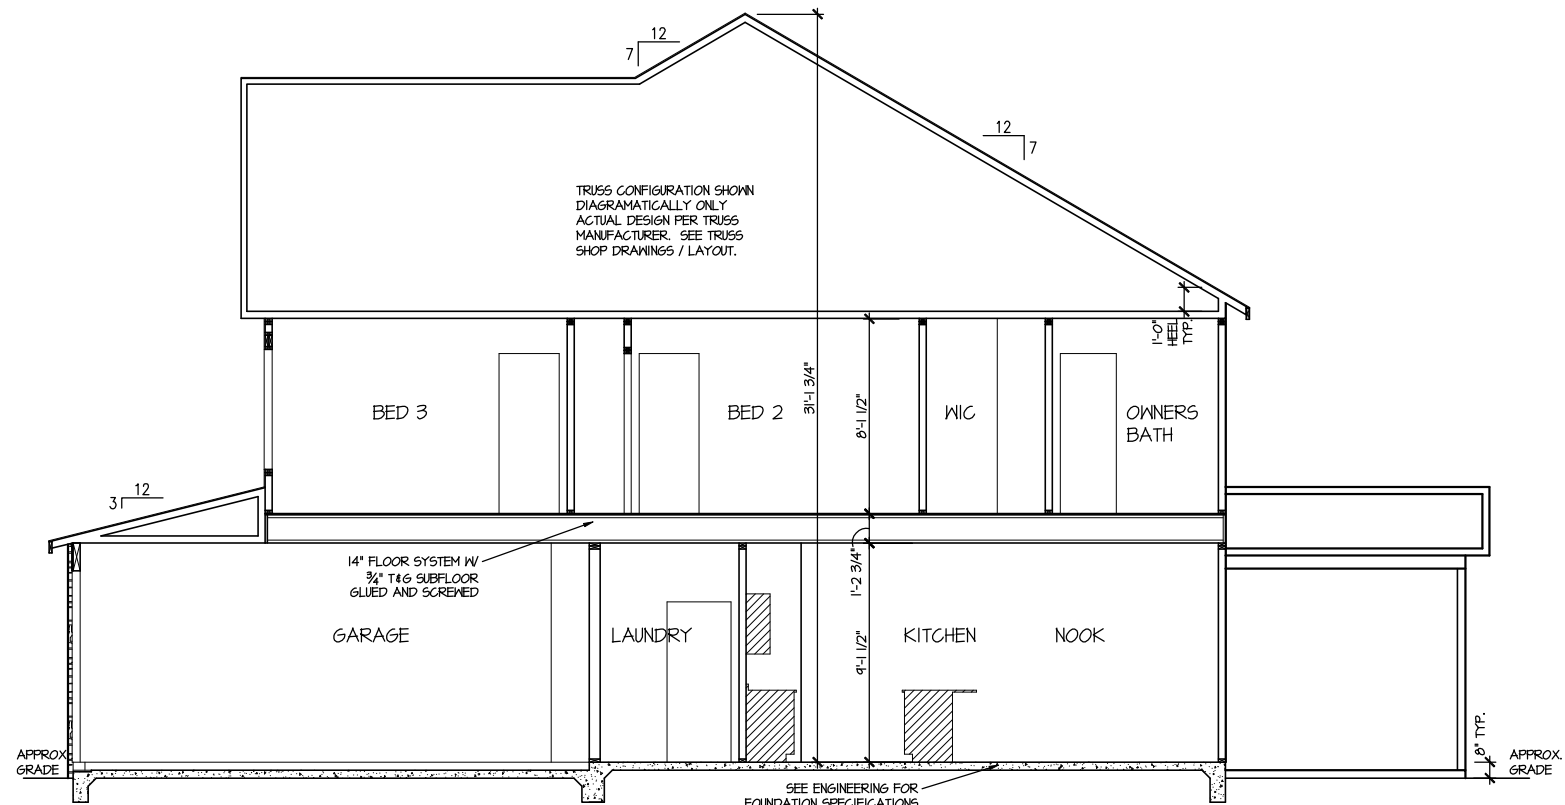 12
7
12
7
TRUSS CONFIGURATION SHOWN
DIAGRAMATICALLY ONLY
ACTUAL DESIGN PER TRUSS
MANUFACTURER. SEE TRUSS
SHOP DRAWINGS / LAYOUT.
1'-0"
HEEL
TYP.
31'-1 3/4"
8'-1 1/2"
BED 3
BED 2
WIC
OWNERS
BATH
12
3
14" FLOOR SYSTEM W/
3/4" T&G SUBFLOOR
GLUED AND SCREWED
1'-2 3/4"
9'-1 1/2"
GARAGE
LAUNDRY
KITCHEN
NOOK
8" TYP.
APPROX.
GRADE
APPROX.
GRADE
SEE ENGINEERING FOR
FOUNDATION SPECIFICATIONS